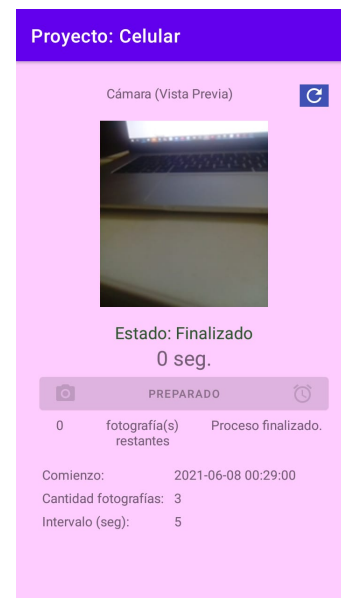 Proyecto: Celular
Cámara (Vista Previa)
Estado: Finalizado
0 seg.
PREPARADO
0 fotografía(s) restantes Proceso finalizado.
Comienzo: 2021-06-08 00:29:00
Cantidad fotografías: 3
Intervalo (seg): 5